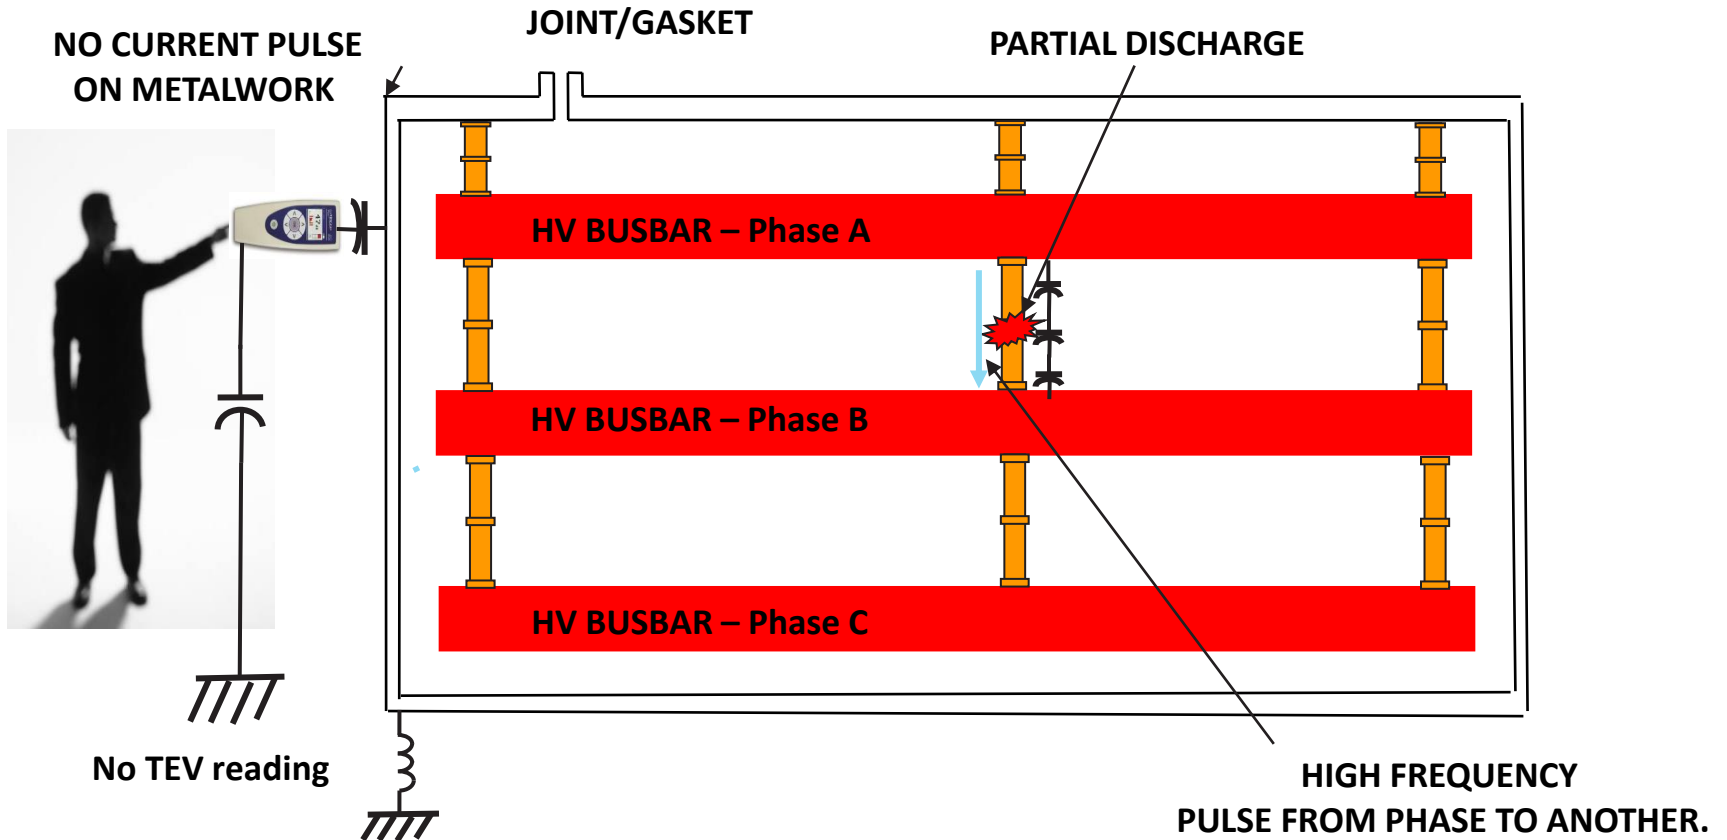 JOINT/GASKET
NO CURRENT PULSE
ON METALWORK
PARTIAL DISCHARGE
HV BUSBAR – Phase A
HV BUSBAR – Phase B
HV BUSBAR – Phase C
No TEV reading
HIGH FREQUENCY
PULSE FROM PHASE TO ANOTHER.